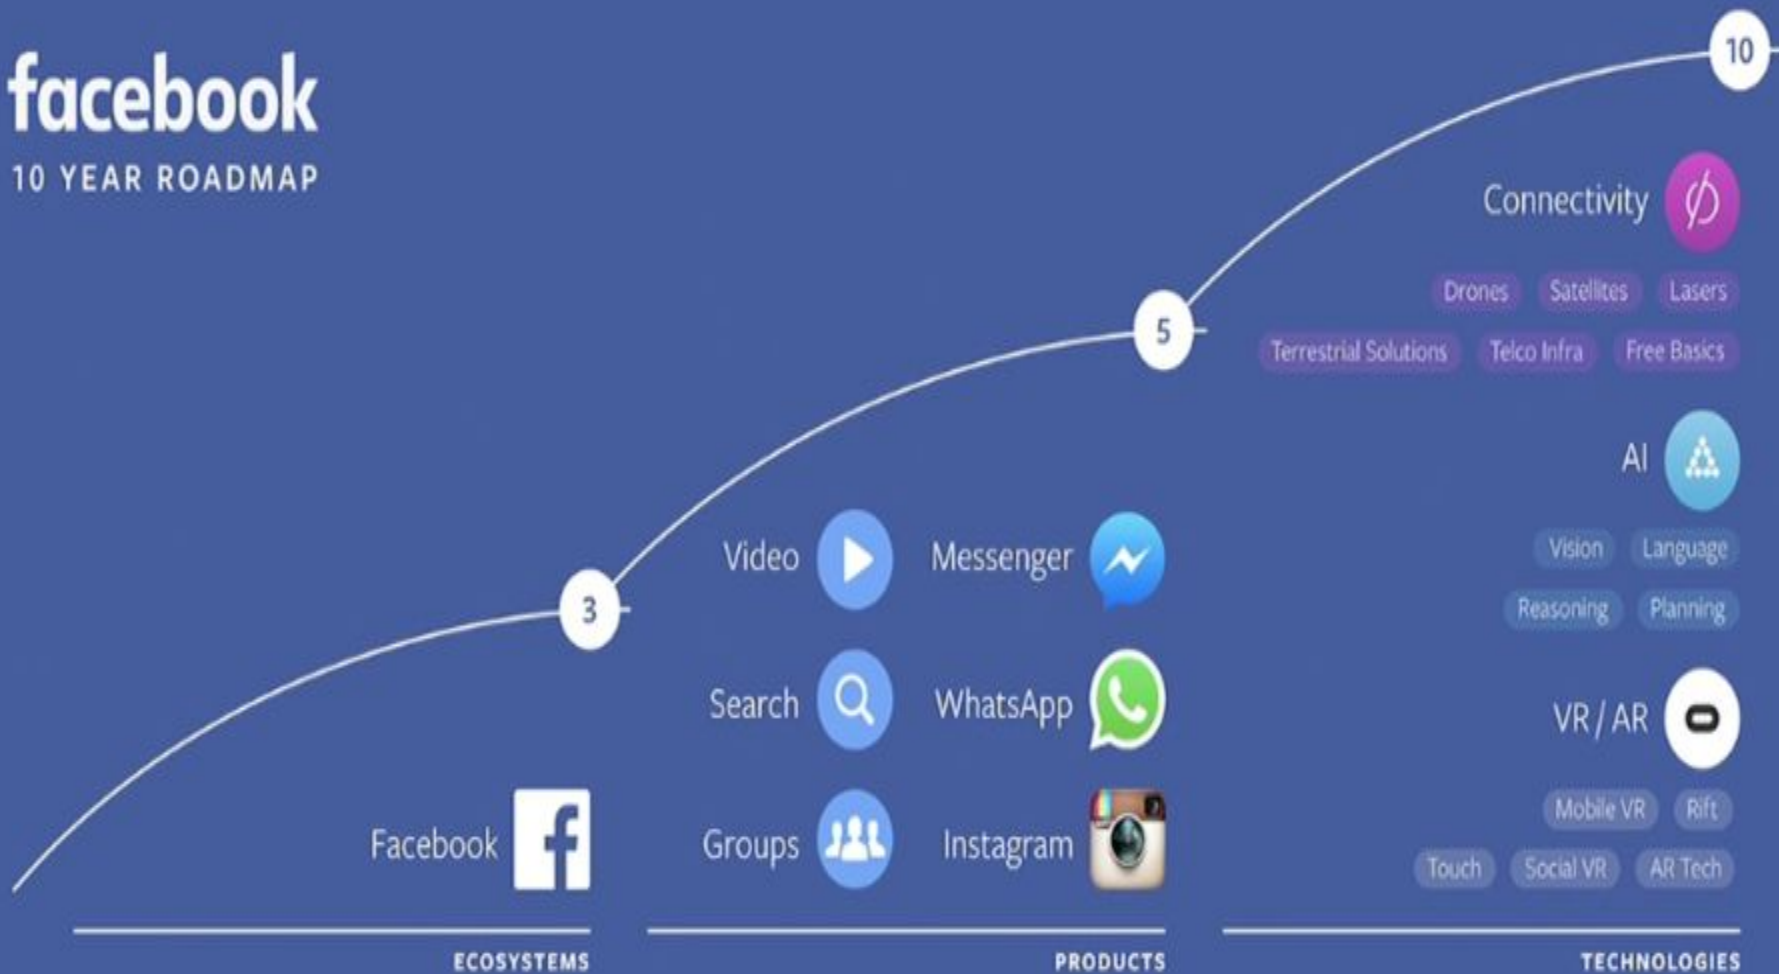 facebook
10 YEAR ROADMAP
10
5
3
Connectivity
Drones Satellites Lasers
Terrestrial Solutions Telco Infra Free Basics
AI
Vision Language
Reasoning Planning
VR / AR
Mobile VR Rift
Touch Social VR AR Tech
Video Messenger
Search WhatsApp
Groups Instagram
Facebook
ECOSYSTEMS PRODUCTS TECHNOLOGIES